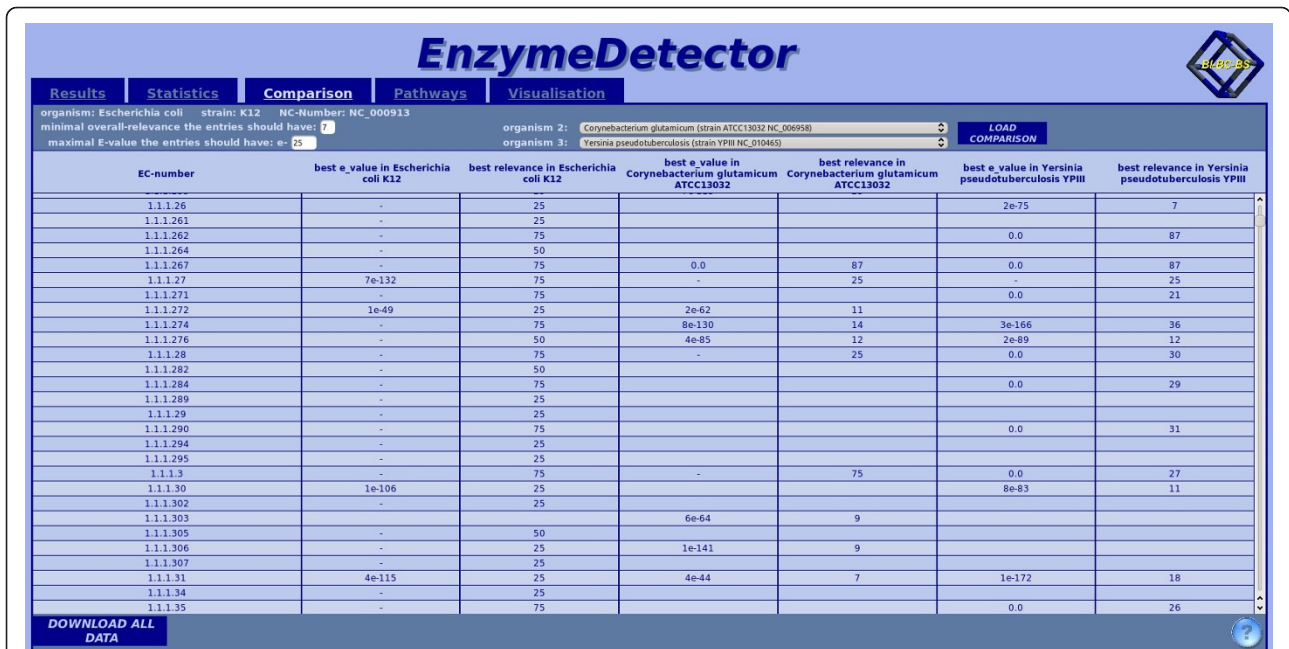 EnzymeDetector
BI-BC-BS
Results Statistics Comparison Pathways Visualisation
organism: Escherichia coli strain: K12 NC-Number: NC_000913
minimal overall-relevance the entries should have: 7 organism 2: Corynebacterium glutamicum (strain ATCC13032 NC_006958) LOAD COMPARISON
maximal E-value the entries should have: e- 25 organism 3: Yersinia pseudotuberculosis (strain YPIII NC_010465)
EC-number best e_value in Escherichia coli K12 best relevance in Escherichia coli K12 best e_value in Corynebacterium glutamicum ATCC13032 best relevance in Corynebacterium glutamicum ATCC13032 best e_value in Yersinia pseudotuberculosis YPIII best relevance in Yersinia pseudotuberculosis YPIII
1.1.1.26 - 25 2e-75 7
1.1.1.261 - 25
1.1.1.262 - 75 0.0 87
1.1.1.264 - 50
1.1.1.267 - 75 0.0 87 0.0 87
1.1.1.27 7e-132 75 - 25 - 25
1.1.1.271 - 75 0.0 21
1.1.1.272 1e-49 25 2e-62 11
1.1.1.274 - 75 8e-130 14 3e-166 36
1.1.1.276 - 50 4e-85 12 2e-89 12
1.1.1.28 - 75 - 25 0.0 30
1.1.1.282 - 50
1.1.1.284 - 75 0.0 29
1.1.1.289 - 25
1.1.1.29 - 25
1.1.1.290 - 75 0.0 31
1.1.1.294 - 25
1.1.1.295 - 25
1.1.1.3 - 75 - 75 0.0 27
1.1.1.30 1e-106 25 8e-83 11
1.1.1.302 - 25
1.1.1.303 6e-64 9
1.1.1.305 - 50
1.1.1.306 - 25 1e-141 9
1.1.1.307 - 25
1.1.1.31 4e-115 25 4e-44 7 1e-172 18
1.1.1.34 - 25
1.1.1.35 - 75 0.0 26
DOWNLOAD ALL DATA ?